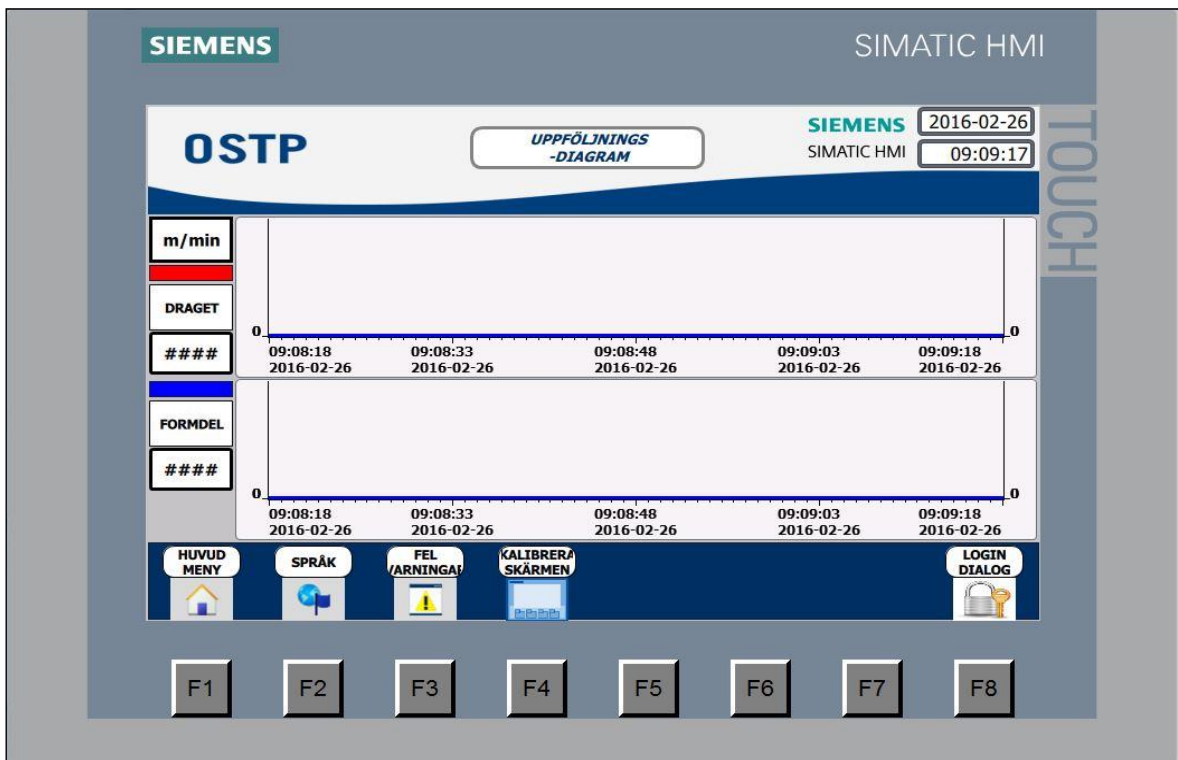 SIEMENS
SIMATIC HMI
TOUCH
OSTP
UPPFÖLJNINGS
-DIAGRAM
SIEMENS
SIMATIC HMI
2016-02-26
09:09:17
m/min
DRAGET
####
0
0
09:08:18 09:08:33 09:08:48 09:09:03 09:09:18
2016-02-26 2016-02-26 2016-02-26 2016-02-26 2016-02-26
FORMDEL
####
0
0
09:08:18 09:08:33 09:08:48 09:09:03 09:09:18
2016-02-26 2016-02-26 2016-02-26 2016-02-26 2016-02-26
HUVUD
MENY
SPRÅK
FEL
/ARNINGAR
KALIBRERA
SKÄRMEN
LOGIN
DIALOG
F1 F2 F3 F4 F5 F6 F7 F8